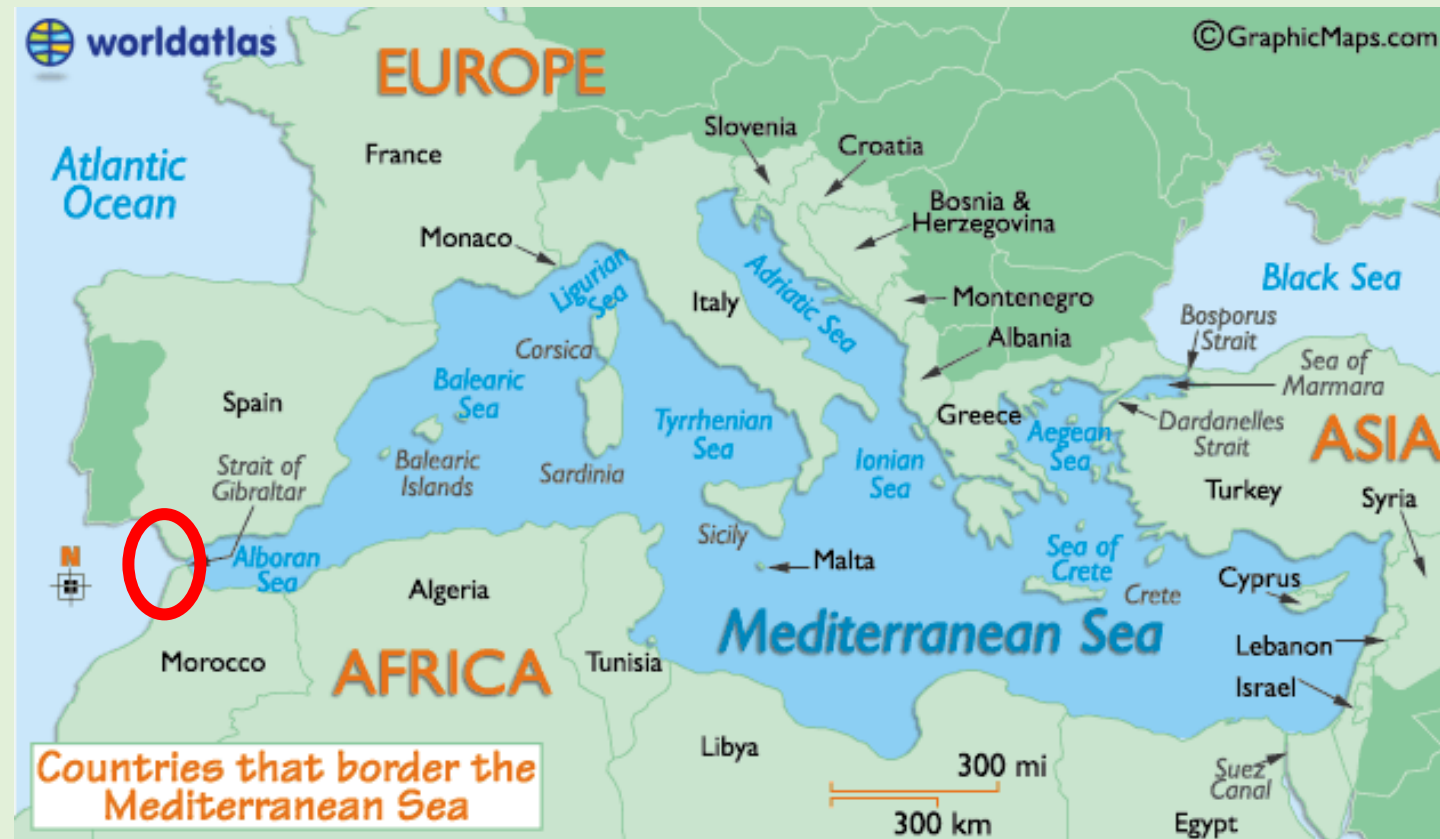 worldatlas
©GraphicMaps.com
EUROPE
Slovenia
Croatia
France
Atlantic
Ocean
Bosnia &
Herzegovina
Monaco
Ligurian
Sea
Adriatic Sea
Black Sea
Italy
Montenegro
Bosporus
Strait
Albania
Corsica
Sea of
Marmara
Balearic
Sea
Spain
Greece
Tyrrhenian
Sea
Aegean
Sea
Dardanelles
Strait
ASIA
Strait of
Gibraltar
Balearic
Islands
Sardinia
Ionian
Sea
Turkey
Syria
Sicily
N
Alboran
Sea
Malta
Sea of
Crete
Algeria
Crete
Cyprus
Mediterranean Sea
Lebanon
Morocco
AFRICA
Tunisia
Israel
Libya
Countries that border the
Mediterranean Sea
300 mi
300 km
Suez
Canal
Egypt